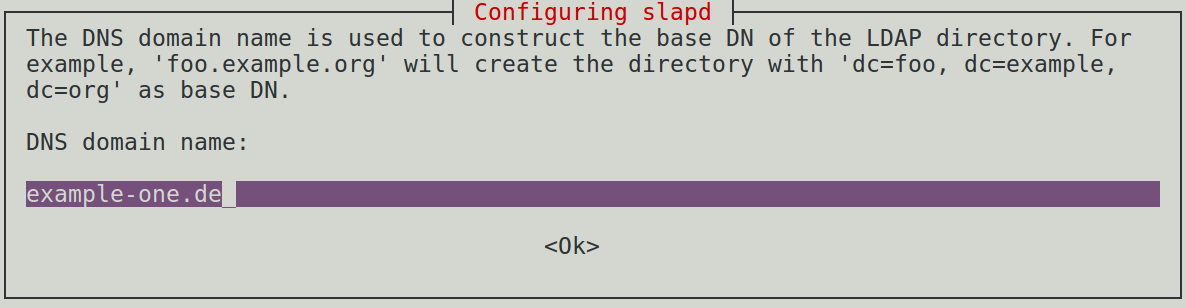 Configuring slapd
The DNS domain name is used to construct the base DN of the LDAP directory. For
example, 'foo.example.org' will create the directory with 'dc=foo, dc=example,
dc=org' as base DN.
DNS domain name:
example-one.de
<Ok>